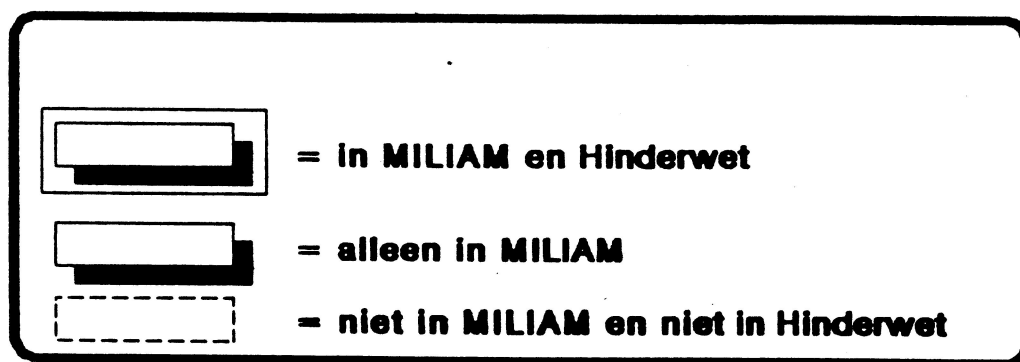 = in MILIAM en Hinderwet
= alleen in MILIAM
= niet in MILIAM en niet in Hinderwet